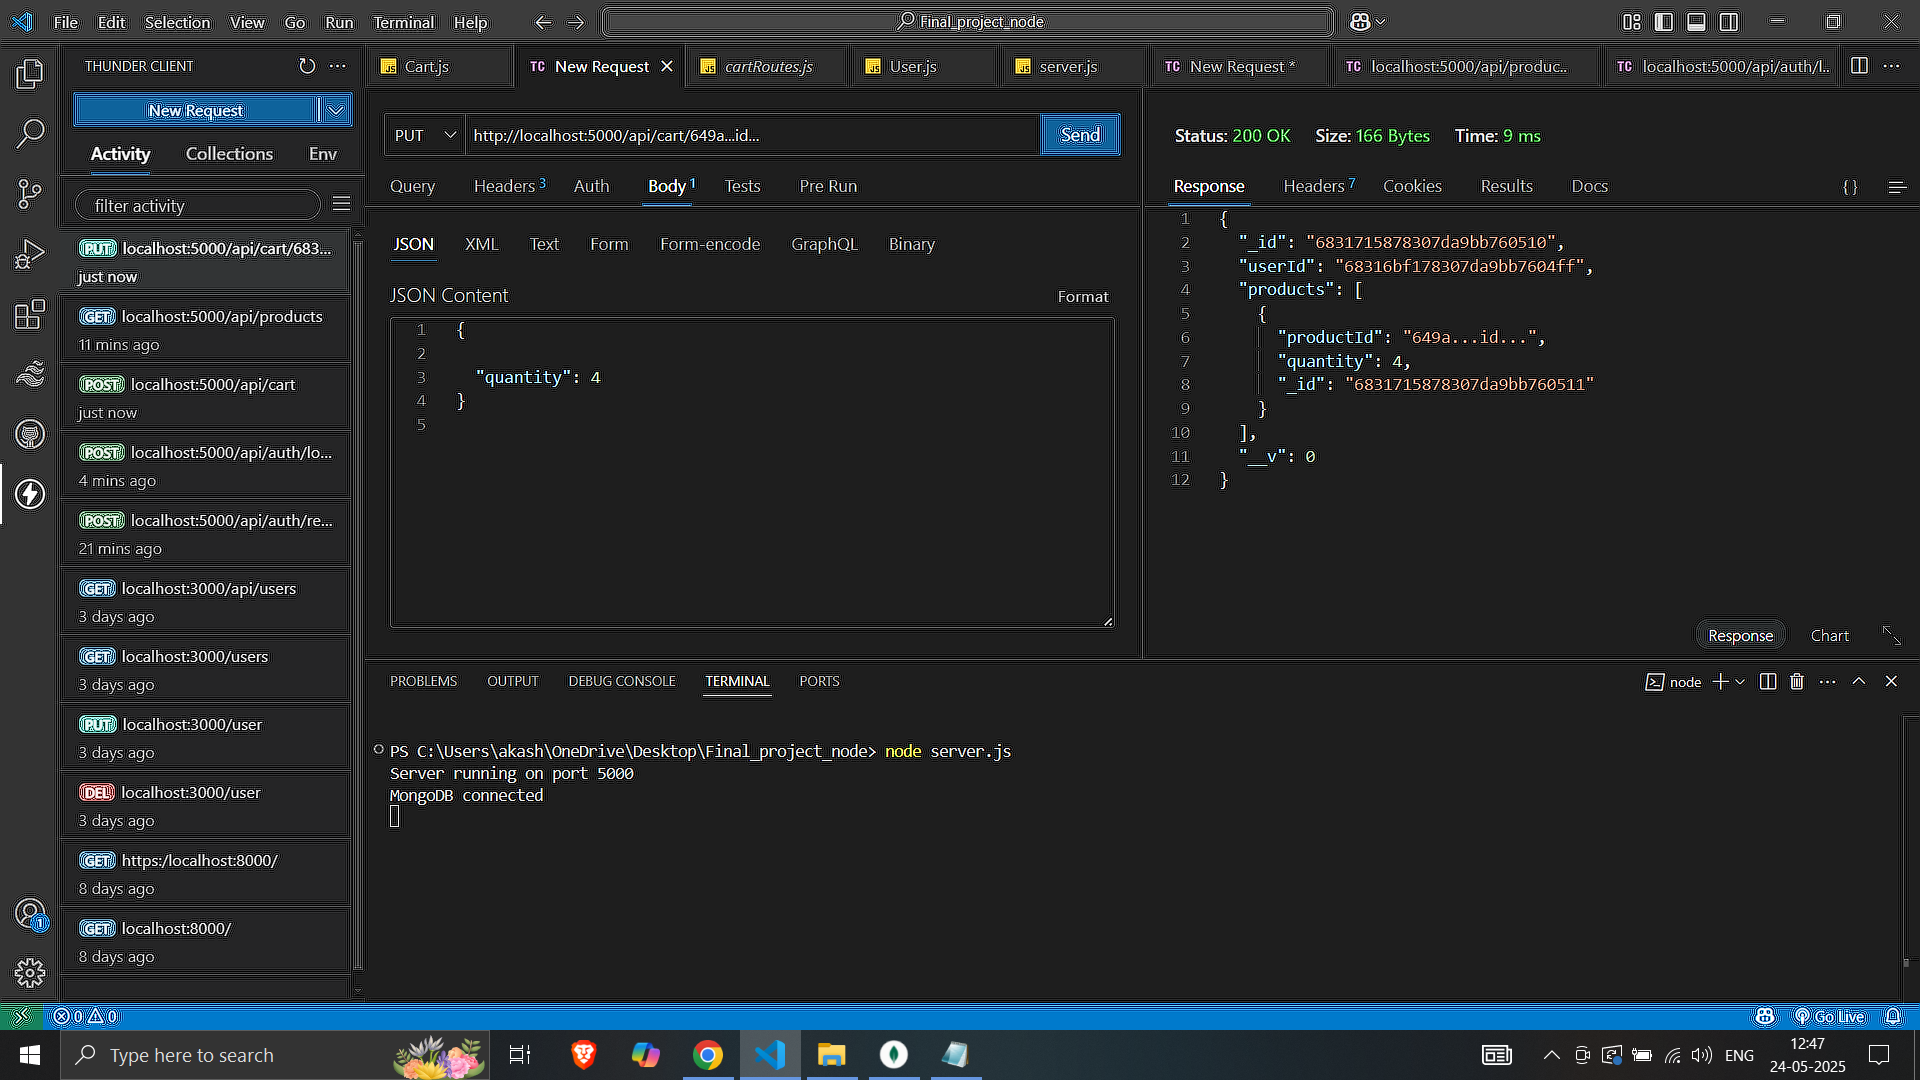 File Edit Selection View Go Run Terminal Help
Final_project_node
THUNDER CLIENT
Cart.js
TC New Request
cartRoutes.js
User.js
server.js
TC New Request *
TC localhost:5000/api/produc..
TC localhost:5000/api/auth/l..
New Request
Activity Collections Env
filter activity
PUT localhost:5000/api/cart/683...
just now
GET localhost:5000/api/products
11 mins ago
POST localhost:5000/api/cart
just now
POST localhost:5000/api/auth/lo...
4 mins ago
POST localhost:5000/api/auth/re...
21 mins ago
GET localhost:3000/api/users
3 days ago
GET localhost:3000/users
3 days ago
PUT localhost:3000/user
3 days ago
DEL localhost:3000/user
3 days ago
GET https:/localhost:8000/
8 days ago
GET localhost:8000/
8 days ago
PUT http://localhost:5000/api/cart/649a...id... Send
Query Headers 3 Auth Body 1 Tests Pre Run
JSON XML Text Form Form-encode GraphQL Binary
JSON Content Format
1 {
2
3 "quantity": 4
4 }
5
Status: 200 OK Size: 166 Bytes Time: 9 ms
Response Headers 7 Cookies Results Docs {}
1 {
2 "_id": "6831715878307da9bb760510",
3 "userId": "68316bf178307da9bb7604ff",
4 "products": [
5 {
6 "productId": "649a...id...",
7 "quantity": 4,
8 "_id": "6831715878307da9bb760511"
9 }
10 ],
11 "__v": 0
12 }
Response Chart
PROBLEMS OUTPUT DEBUG CONSOLE TERMINAL PORTS
node
PS C:\Users\akash\OneDrive\Desktop\Final_project_node> node server.js
Server running on port 5000
MongoDB connected
0 0
Go Live
Type here to search
ENG
12:47
24-05-2025
1